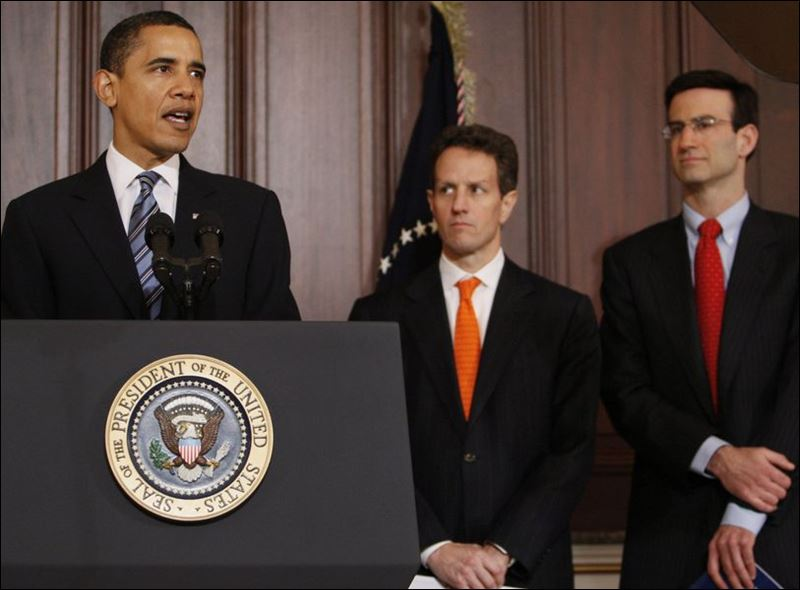 SEAL OF THE PRESIDENT OF THE UNITED STATES